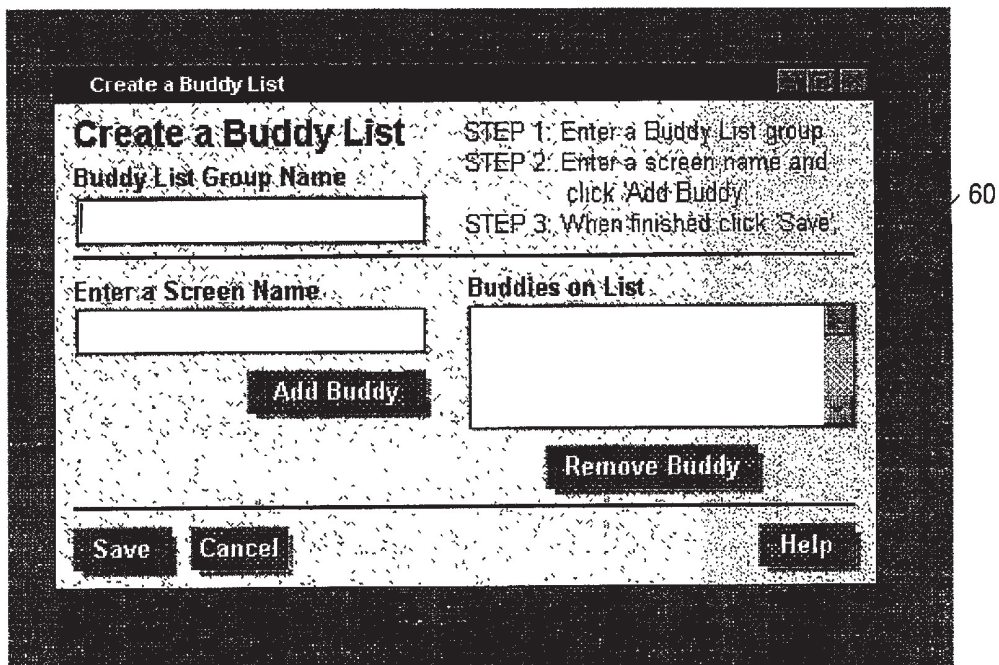 Create a Buddy List
Create a Buddy List
Buddy List Group Name
STEP 1: Enter a Buddy List group
STEP 2: Enter a screen name and
click 'Add Buddy'
STEP 3: When finished click 'Save'
60
Enter a Screen Name
Add Buddy
Buddies on List
Remove Buddy
Save
Cancel
Help